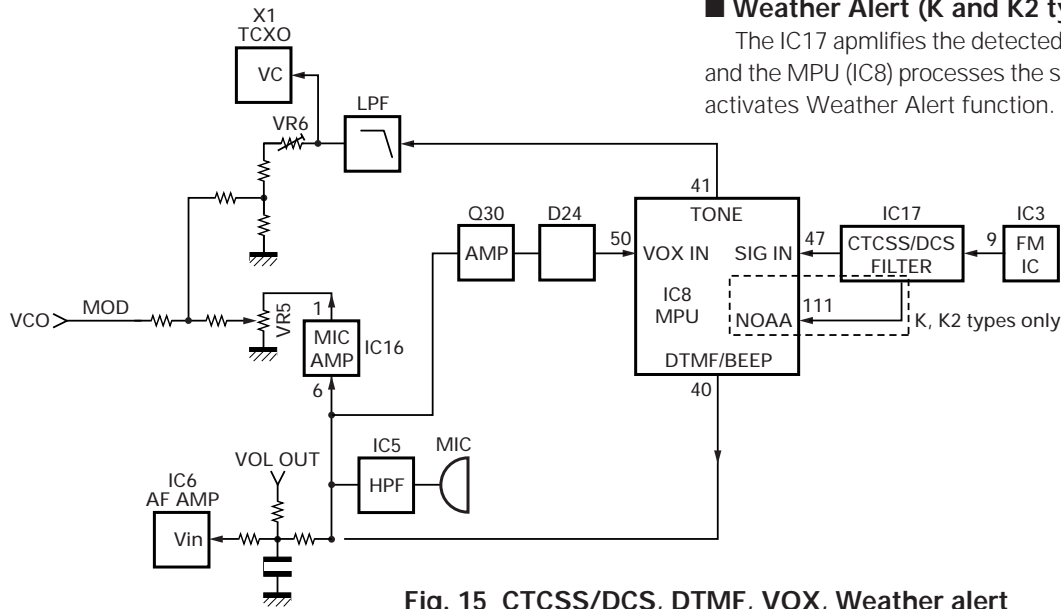 ■ Weather Alert (K and K2 ty
The IC17 apmlifies the detected
and the MPU (IC8) processes the s
activates Weather Alert function.
X1
TCXO
VC
LPF
VR6
41
TONE
Q30
AMP
D24
50
VOX IN
SIG IN
47
IC17
CTCSS/DCS
FILTER
9
IC3
FM
IC
IC8
MPU
NOAA
111
K, K2 types only
DTMF/BEEP
40
VCO
MOD
VR5
1
MIC
AMP
IC16
6
IC5
HPF
MIC
VOL OUT
IC6
AF AMP
Vin
Fig. 15 CTCSS/DCS, DTMF, VOX, Weather alert